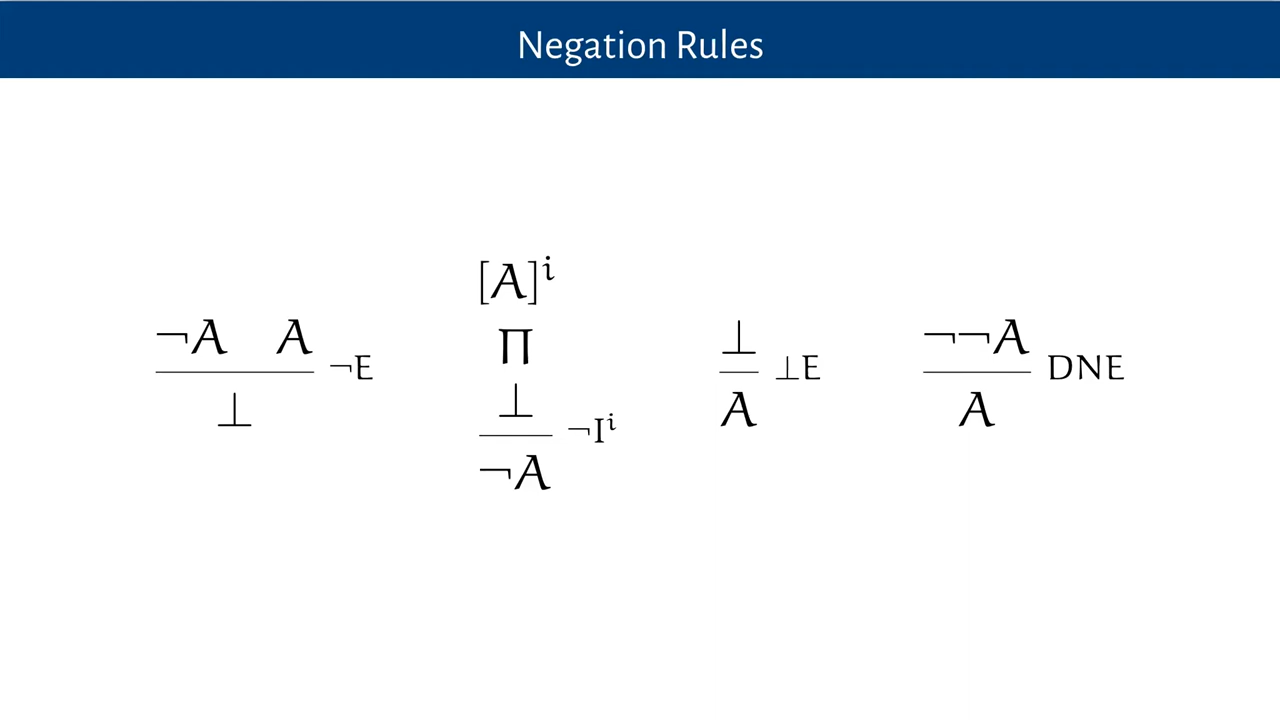 Negation Rules
¬A A
⊥
¬E
[A]ⁱ
Π
⊥
¬A
¬Iⁱ
⊥
A
⊥E
¬¬A
A
DNE